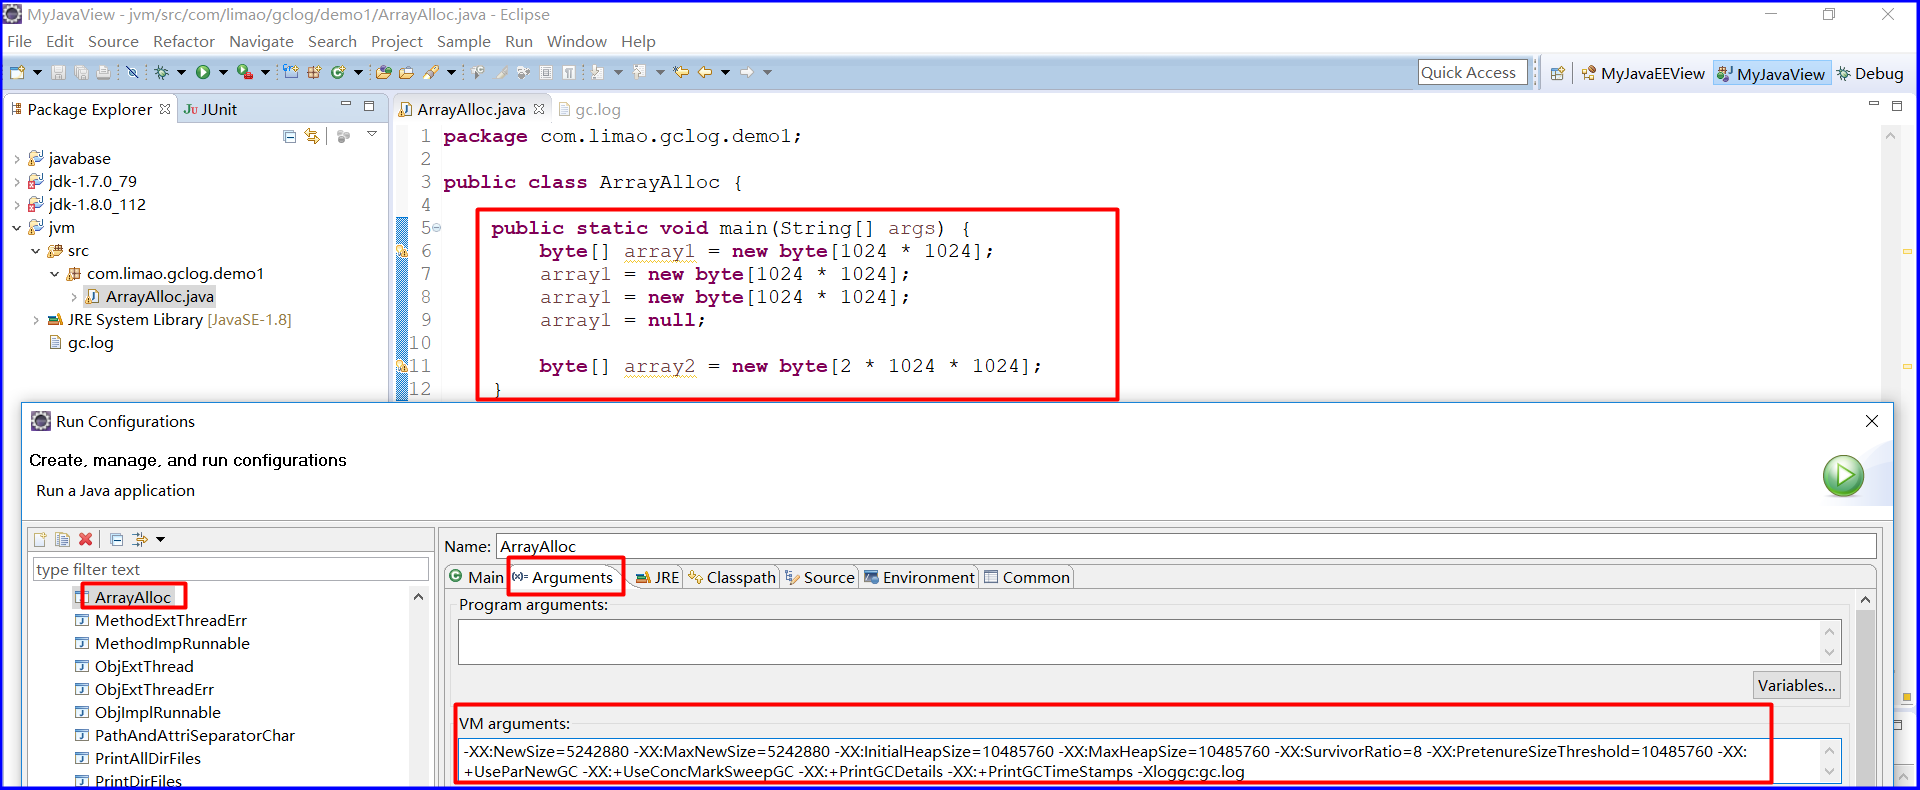 MyJavaView - jvm/src/com/limao/gclog/demo1/ArrayAlloc.java - Eclipse
File Edit Source Refactor Navigate Search Project Sample Run Window Help
Quick Access MyJavaEEView MyJavaView Debug
Package Explorer JUnit
ArrayAlloc.java gc.log
javabase
jdk-1.7.0_79
jdk-1.8.0_112
jvm
src
com.limao.gclog.demo1
ArrayAlloc.java
JRE System Library [JavaSE-1.8]
gc.log
1 package com.limao.gclog.demo1;
2
3 public class ArrayAlloc {
4
5 public static void main(String[] args) {
6 byte[] array1 = new byte[1024 * 1024];
7 array1 = new byte[1024 * 1024];
8 array1 = new byte[1024 * 1024];
9 array1 = null;
10
11 byte[] array2 = new byte[2 * 1024 * 1024];
12 }
Run Configurations
Create, manage, and run configurations
Run a Java application
type filter text
ArrayAlloc
MethodExtThreadErr
MethodImpRunnable
ObjExtThread
ObjExtThreadErr
ObjImplRunnable
PathAndAttriSeparatorChar
PrintAllDirFiles
PrintDirFiles
Name: ArrayAlloc
Main (x)= Arguments JRE Classpath Source Environment Common
Program arguments:
Variables...
VM arguments:
-XX:NewSize=5242880 -XX:MaxNewSize=5242880 -XX:InitialHeapSize=10485760 -XX:MaxHeapSize=10485760 -XX:SurvivorRatio=8 -XX:PretenureSizeThreshold=10485760 -XX:
+UseParNewGC -XX:+UseConcMarkSweepGC -XX:+PrintGCDetails -XX:+PrintGCTimeStamps -Xloggc:gc.log